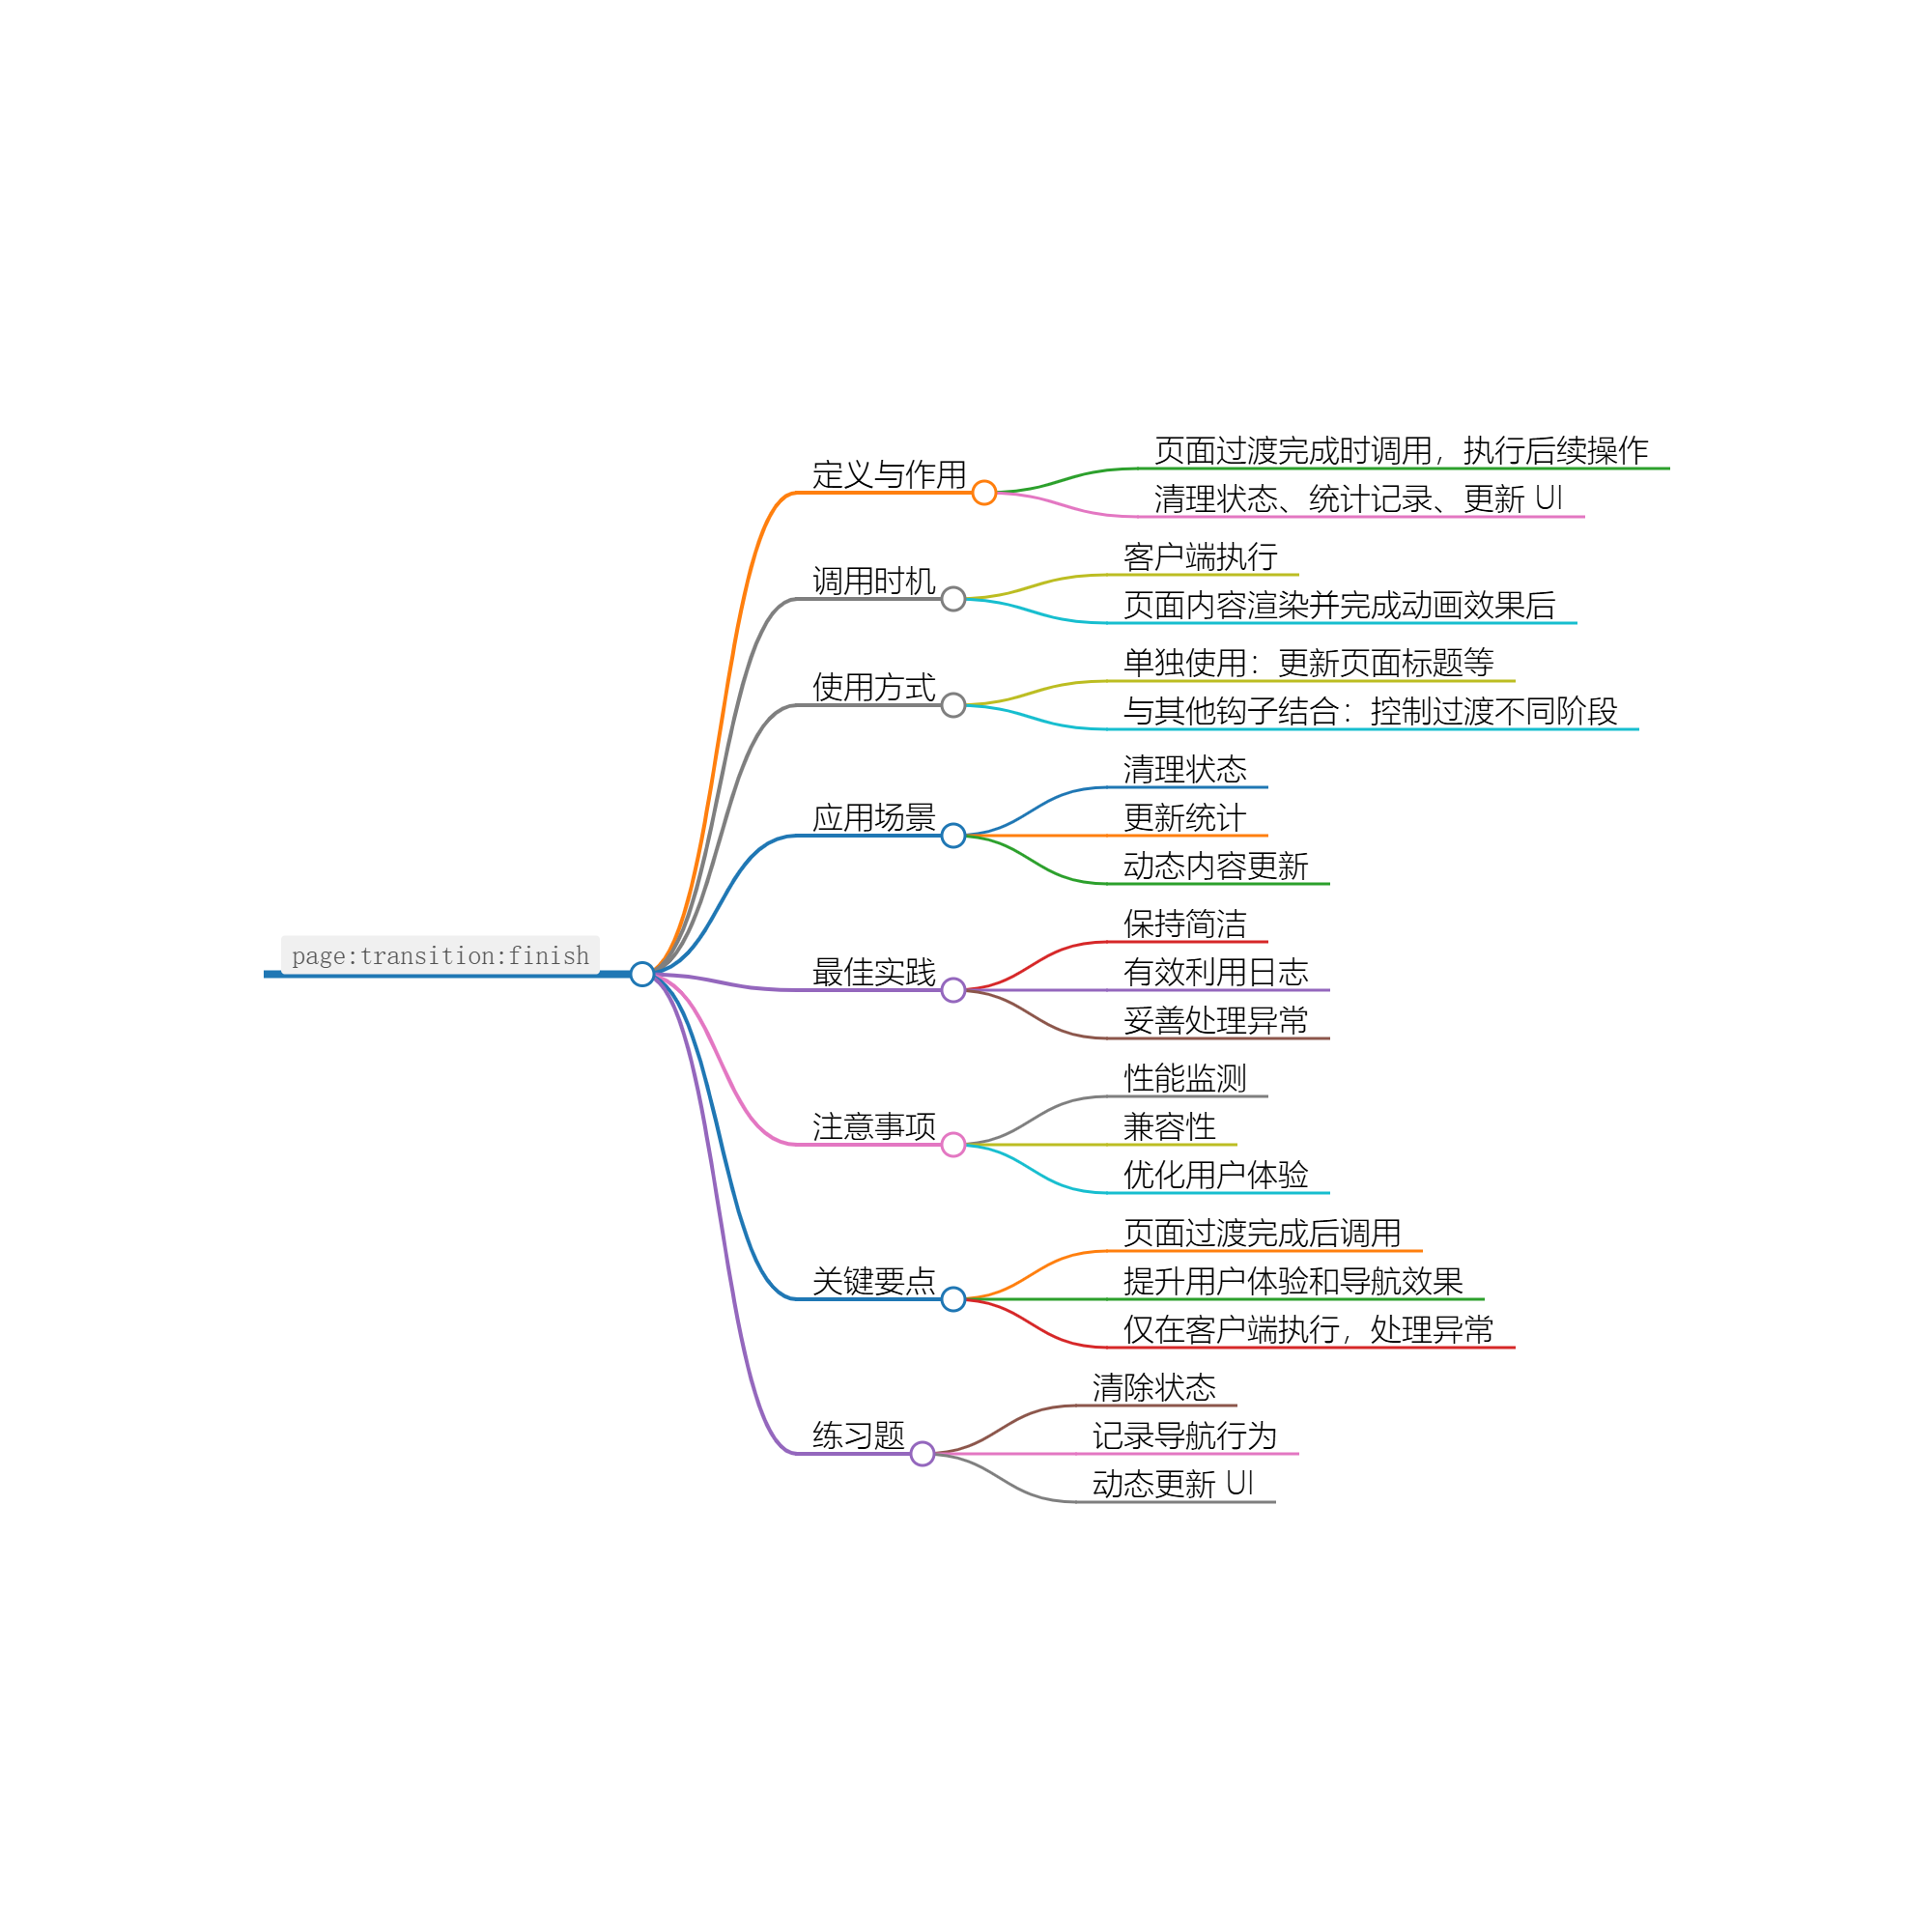 page:transition:finish
定义与作用
页面过渡完成时调用，执行后续操作
清理状态、统计记录、更新 UI
调用时机
客户端执行
页面内容渲染并完成动画效果后
使用方式
单独使用：更新页面标题等
与其他钩子结合：控制过渡不同阶段
应用场景
清理状态
更新统计
动态内容更新
最佳实践
保持简洁
有效利用日志
妥善处理异常
注意事项
性能监测
兼容性
优化用户体验
关键要点
页面过渡完成后调用
提升用户体验和导航效果
仅在客户端执行，处理异常
练习题
清除状态
记录导航行为
动态更新 UI